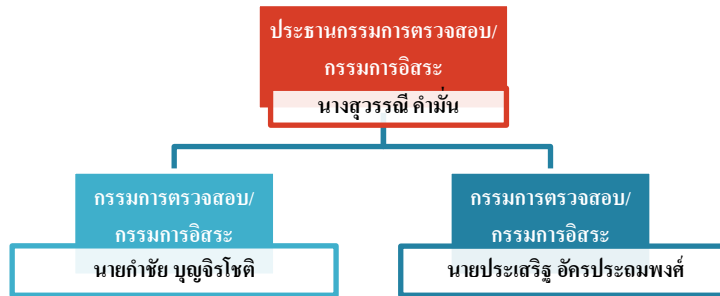 ประธานกรรมการตรวจสอบ/
กรรมการอิสระ
นางสุวรรณี คำมั่น
กรรมการตรวจสอบ/
กรรมการอิสระ
นายกำชัย บุญจิรโชติ
กรรมการตรวจสอบ/
กรรมการอิสระ
นายประเสริฐ อัครประถมพงศ์